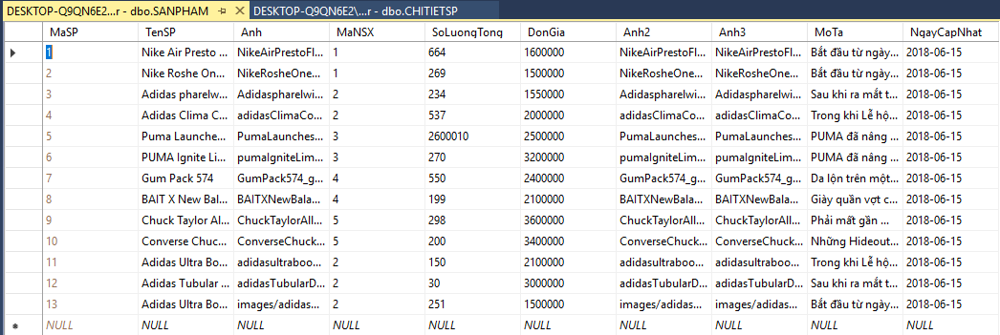 DESKTOP-Q9QN6E2...r - dbo.SANPHAM DESKTOP-Q9QN6E2\...r - dbo.CHITIETSP
MaSP TenSP Anh MaNSX SoLuongTong DonGia Anh2 Anh3 MoTa NgayCapNhat
1 Nike Air Presto ... NikeAirPrestoFl... 1 664 1600000 NikeAirPrestoFl... NikeAirPrestoFl... Bắt đầu từ ngày... 2018-06-15
2 Nike Roshe On... NikeRosheOne... 1 269 1500000 NikeRosheOne... NikeRosheOne... Bắt đầu từ ngày... 2018-06-15
3 Adidas pharelw... Adidaspharelwi... 2 234 1550000 Adidaspharelwi... Adidaspharelwi... Sau khi ra mắt t... 2018-06-15
4 Adidas Clima C... adidasClimaCo... 2 537 2000000 adidasClimaCo... adidasClimaCo... Trong khi Lễ hộ... 2018-06-15
5 Puma Launches... PumaLaunches... 3 2600010 2500000 PumaLaunches... PumaLaunches... PUMA đã nâng ... 2018-06-15
6 PUMA Ignite Li... pumaIgniteLim... 3 270 3200000 pumaIgniteLim... pumaIgniteLim... PUMA đã nâng ... 2018-06-15
7 Gum Pack 574 GumPack574_g... 4 550 2400000 GumPack574_g... GumPack574_g... Da lộn trên một... 2018-06-15
8 BAIT X New Bal... BAITXNewBala... 4 199 2100000 BAITXNewBala... BAITXNewBala... Giày quần vợt c... 2018-06-15
9 Chuck Taylor Al... ChuckTaylorAll... 5 298 3600000 ChuckTaylorAll... ChuckTaylorAll... Phải mất gần ... 2018-06-15
10 Converse Chuc... ConverseChuck... 5 200 3400000 ConverseChuck... ConverseChuck... Những Hideout... 2018-06-15
11 Adidas Ultra Bo... adidasultraboo... 2 150 2100000 adidasultraboo... adidasultraboo... Trong khi Lễ hộ... 2018-06-15
12 Adidas Tubular ... adidasTubularD... 2 30 3000000 adidasTubularD... adidasTubularD... Sau khi ra mắt t... 2018-06-15
13 Adidas Ultra Bo... images/adidas... 2 251 1500000 images/adidas... images/adidas... Bắt đầu từ ngày... 2018-06-15
NULL NULL NULL NULL NULL NULL NULL NULL NULL NULL